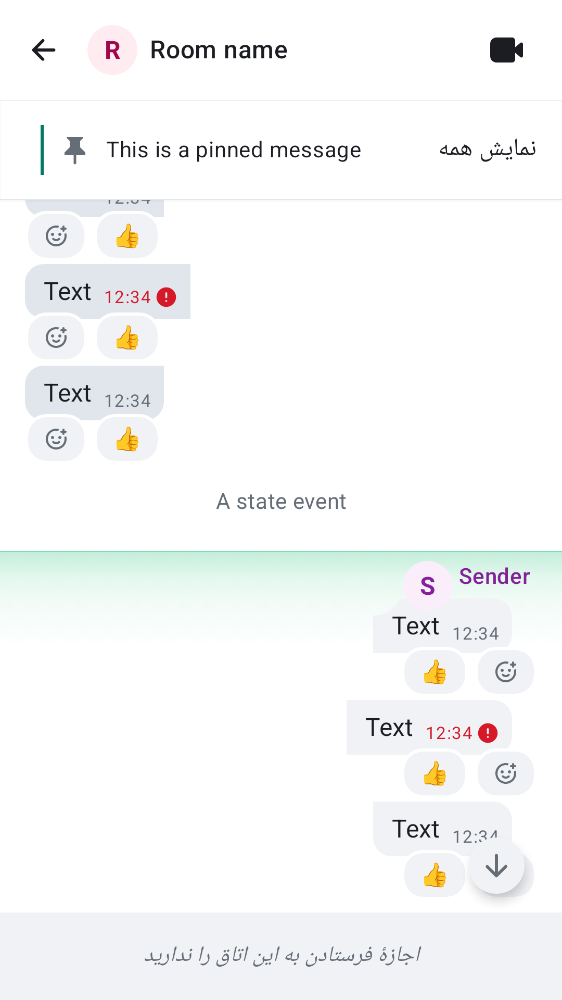 R Room name
This is a pinned message نمایش همه
12:34
Text 12:34
Text 12:34
A state event
S Sender
Text 12:34
Text 12:34
Text 12:34
اجازهٔ فرستادن به این اتاق را ندارید